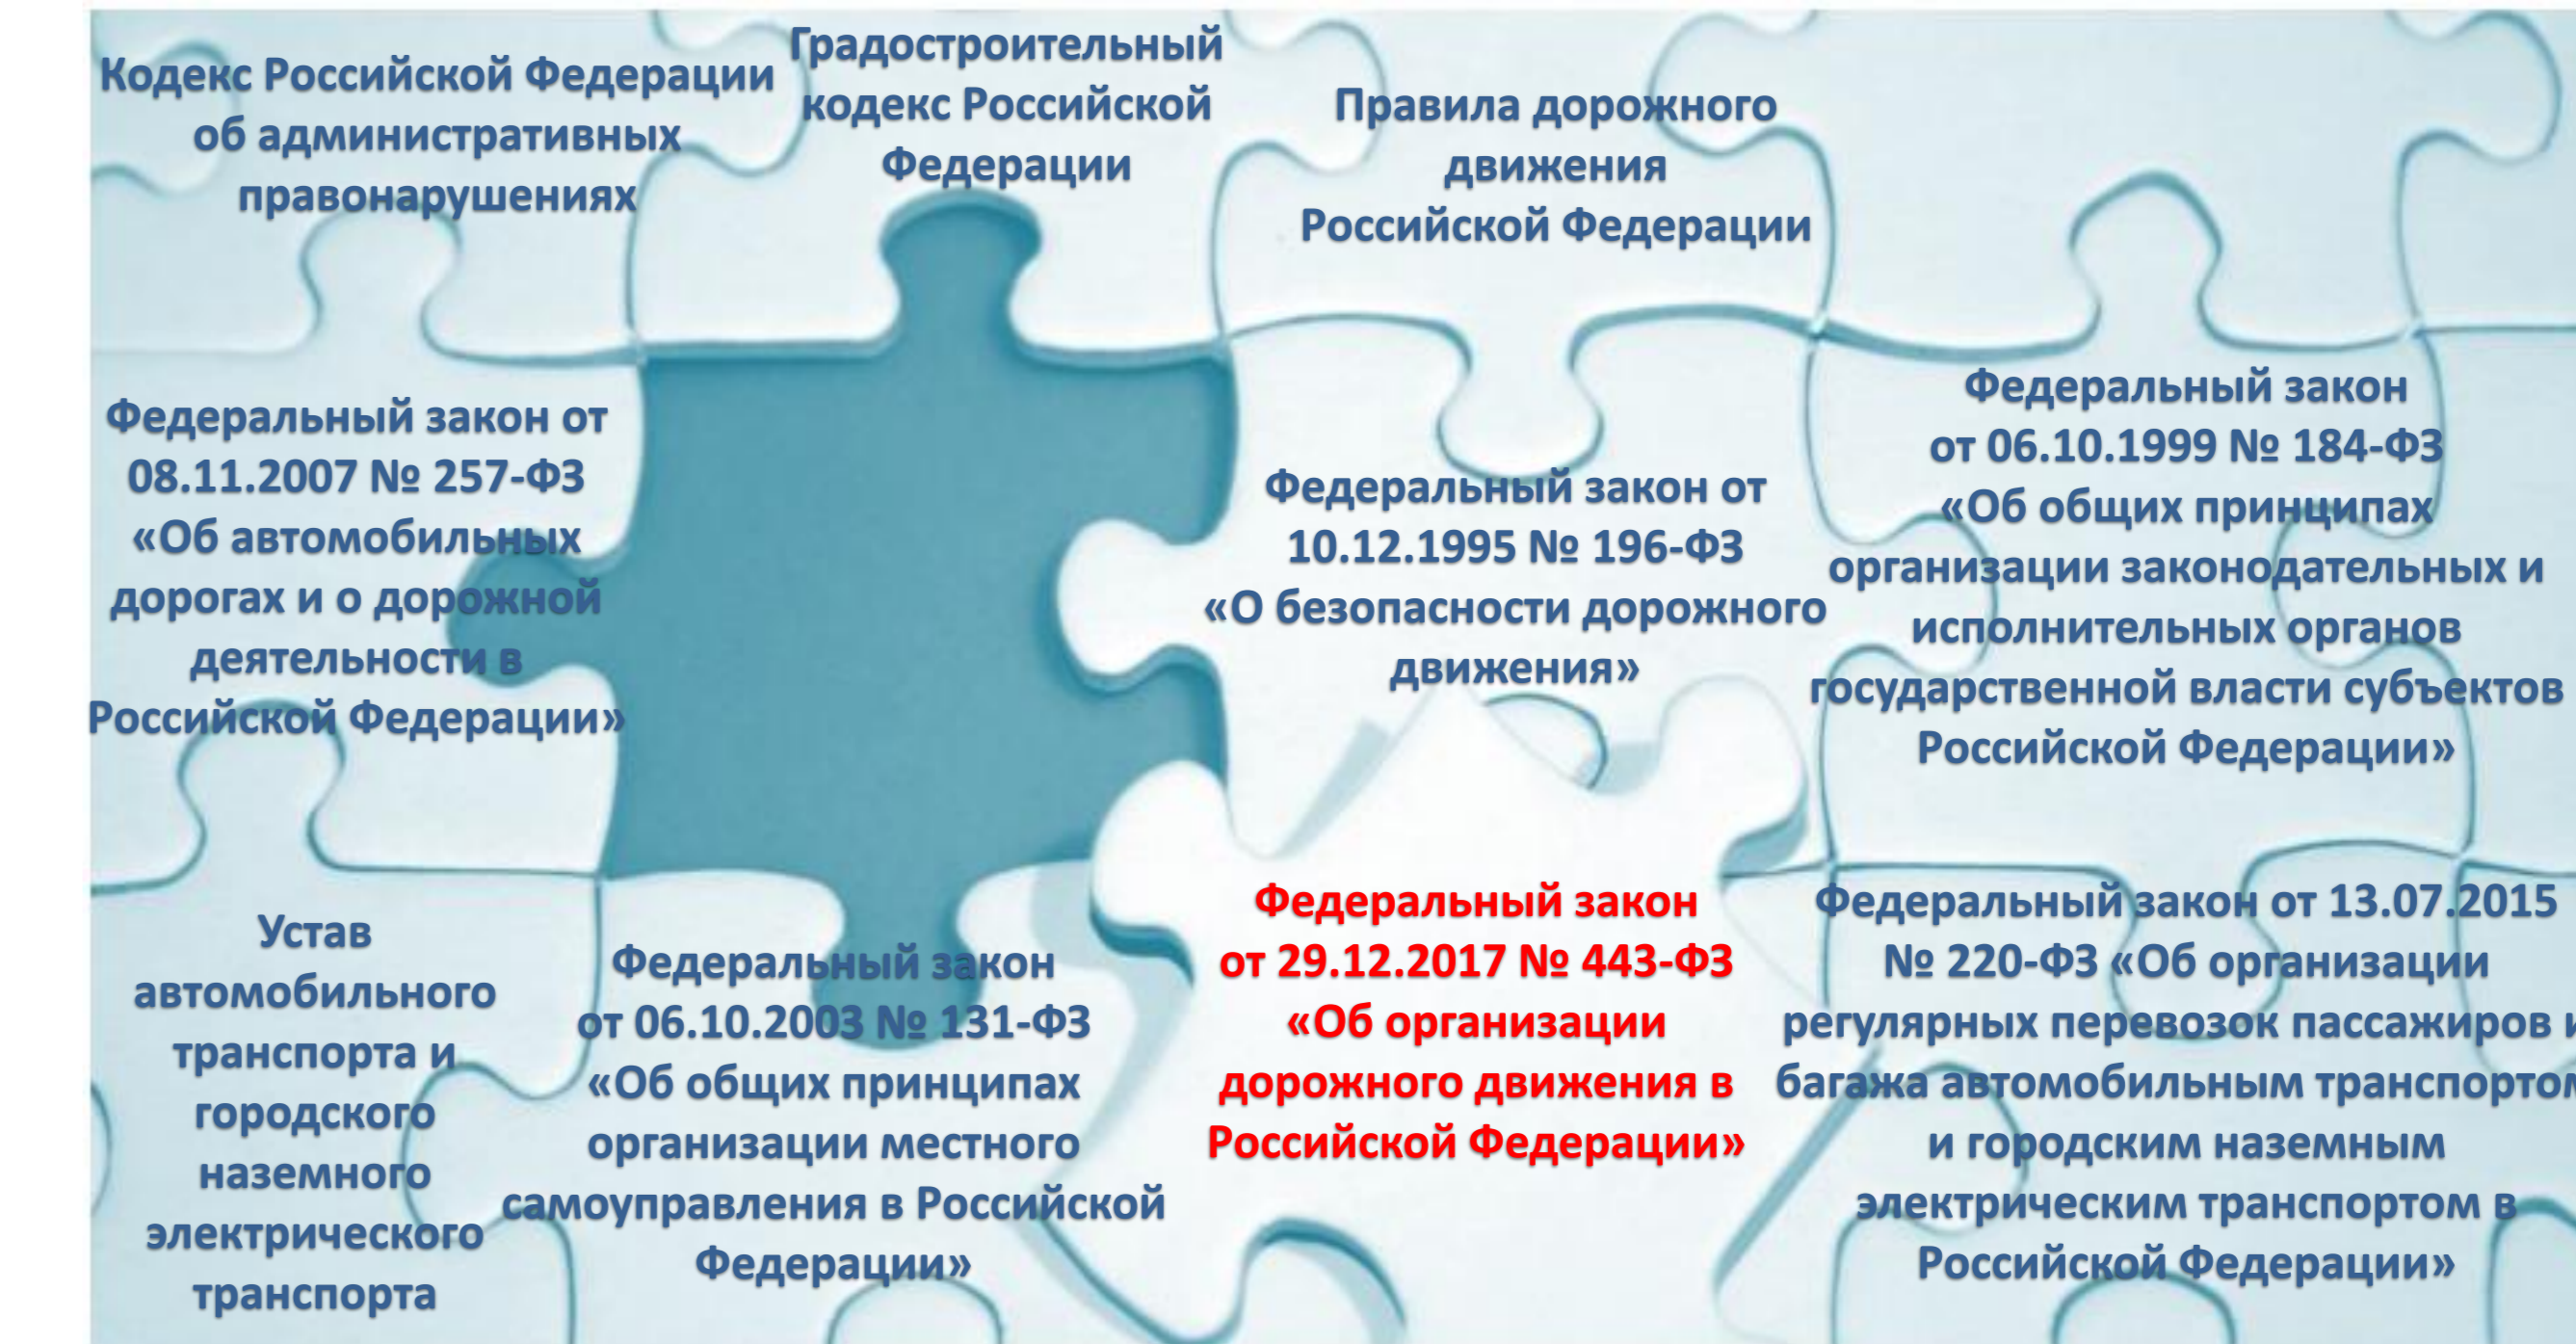 Кодекс Российской Федерации
об административных
правонарушениях
Градостроительный
кодекс Российской
Федерации
Правила дорожного
движения
Российской Федерации
Федеральный закон от
08.11.2007 № 257-ФЗ
«Об автомобильных
дорогах и о дорожной
деятельности в
Российской Федерации»
Федеральный закон от
10.12.1995 № 196-ФЗ
«О безопасности дорожного
движения»
Федеральный закон
от 06.10.1999 № 184-ФЗ
«Об общих принципах
организации законодательных и
исполнительных органов
государственной власти субъектов
Российской Федерации»
Устав
автомобильного
транспорта и
городского
наземного
электрического
транспорта
Федеральный закон
от 06.10.2003 № 131-ФЗ
«Об общих принципах
организации местного
самоуправления в Российской
Федерации»
Федеральный закон
от 29.12.2017 № 443-ФЗ
«Об организации
дорожного движения в
Российской Федерации»
Федеральный закон от 13.07.2015
№ 220-ФЗ «Об организации
регулярных перевозок пассажиров и
багажа автомобильным транспортом
и городским наземным
электрическим транспортом в
Российской Федерации»